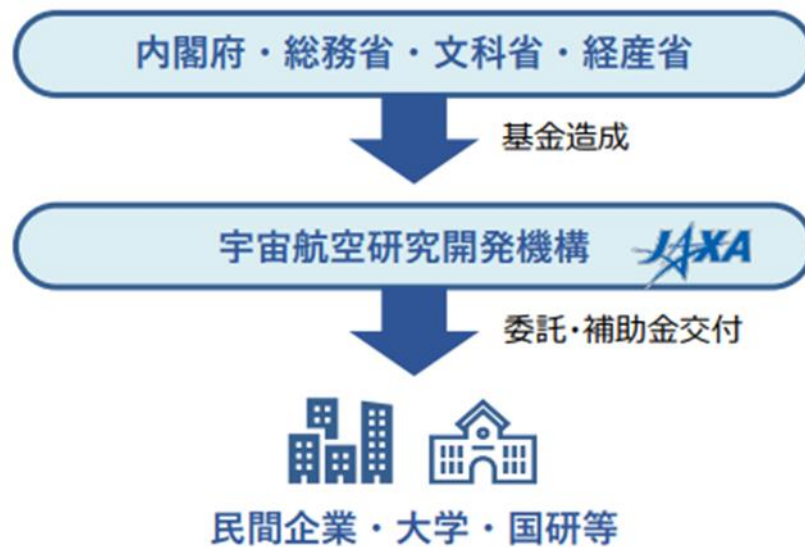 内閣府・総務省・文科省・経産省
基金造成
宇宙航空研究開発機構 JAXA
委託・補助金交付
民間企業・大学・国研等